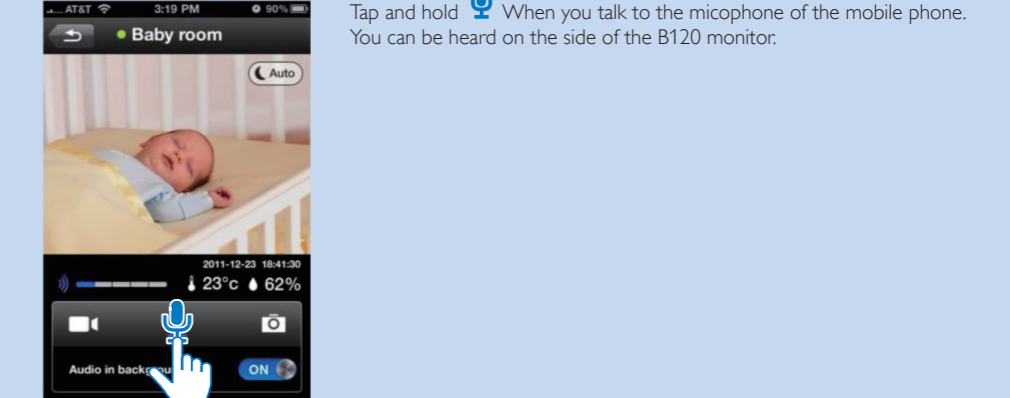 AT&T 3:19 PM 90%
Baby room
Auto
2011-12-23 18:41:30
23°c 62%
Audio in backgrou
ON
Tap and hold When you talk to the micophone of the mobile phone.
You can be heard on the side of the B120 monitor.